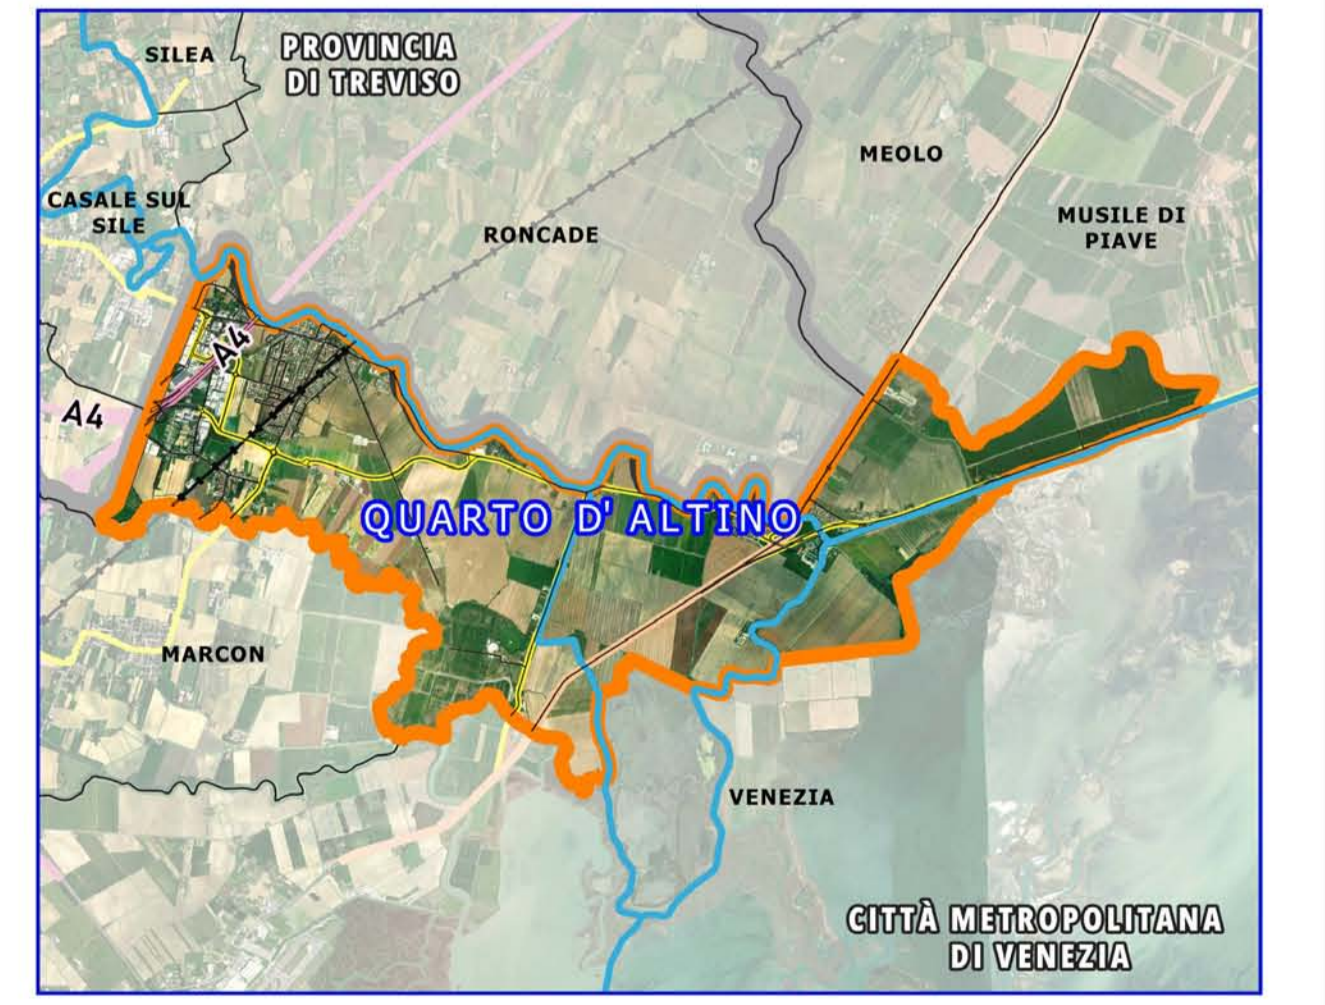 SILEA
PROVINCIA
DI TREVISO
MEOLO
CASALE SUL
SILE
MUSILE DI
PIAVE
RONCADE
A4
A4
QUARTO D' ALTINO
MARCON
VENEZIA
CITTÀ METROPOLITANA
DI VENEZIA